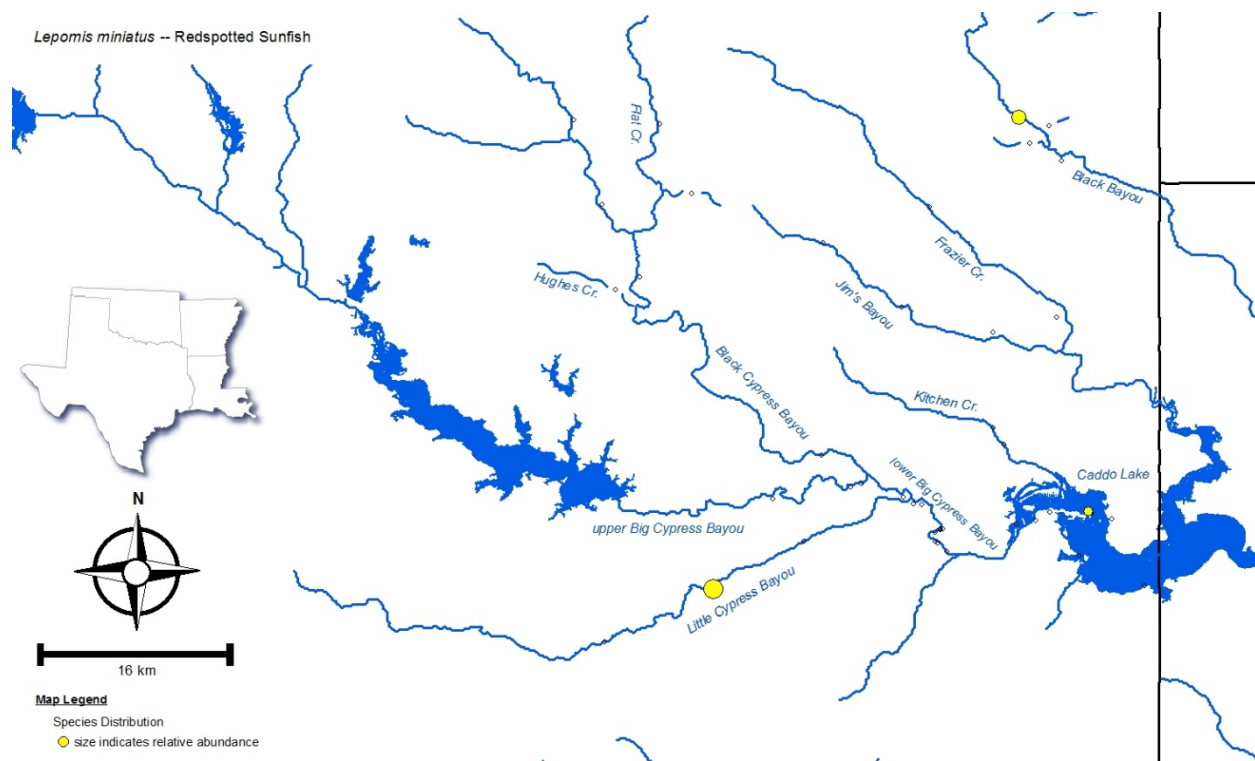 Lepomis miniatus -- Redspotted Sunfish
Flat Cr.
Black Bayou
Frazier Cr.
Hughes Cr.
Jim's Bayou
Black Cypress Bayou
Kitchen Cr.
Caddo Lake
lower Big Cypress Bayou
upper Big Cypress Bayou
Little Cypress Bayou
N
16 km
Map Legend
Species Distribution
size indicates relative abundance